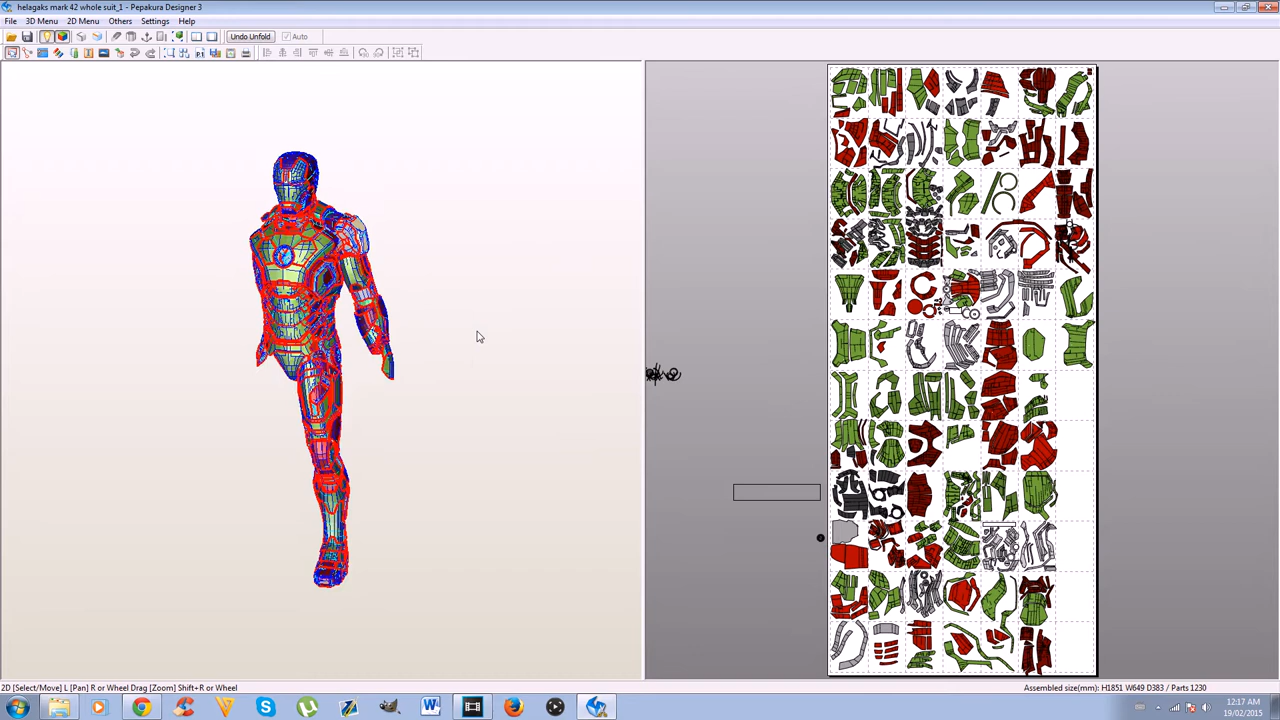 helagaks mark 42 whole suit_1 - Pepakura Designer 3
File 3D Menu 2D Menu Others Settings Help
Undo Unfold Auto
2D [Select/Move] L [Pan] R or Wheel Drag [Zoom] Shift+R or Wheel
Assembled size(mm): H1851 W649 D383 / Parts 1230
12:17 AM
19/02/2015